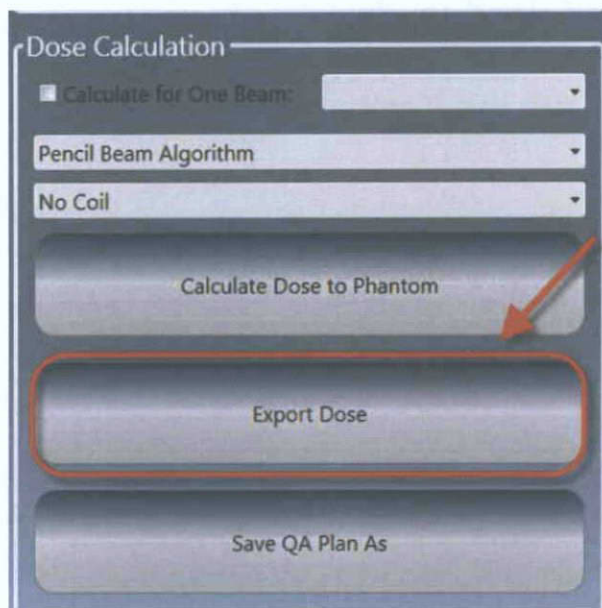 Dose Calculation
Calculate for One Beam:
Pencil Beam Algorithm
No Coil
Calculate Dose to Phantom
Export Dose
Save QA Plan As